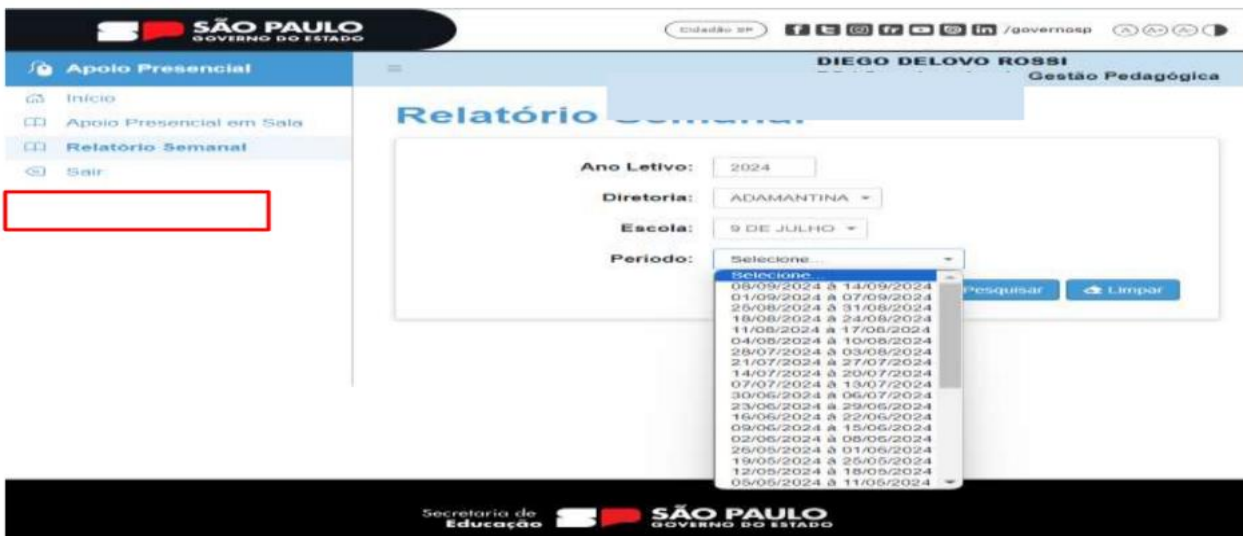 SÃO PAULO
GOVERNO DO ESTADO
Cidadão SP
/governosp
Apoio Presencial
DIEGO DELOVO ROSSI
Gestão Pedagógica
Início
Apoio Presencial em Sala
Relatório Semanal
Sair
Relatório Semanal
Ano Letivo: 2024
Diretoria: ADAMANTINA
Escola: 9 DE JULHO
Periodo: Selecione...
Selecione...
08/09/2024 à 14/09/2024
01/09/2024 à 07/09/2024
25/08/2024 à 31/08/2024
18/08/2024 à 24/08/2024
11/08/2024 à 17/08/2024
04/08/2024 à 10/08/2024
28/07/2024 à 03/08/2024
21/07/2024 à 27/07/2024
14/07/2024 à 20/07/2024
07/07/2024 à 13/07/2024
30/06/2024 à 06/07/2024
23/06/2024 à 29/06/2024
16/06/2024 à 22/06/2024
09/06/2024 à 15/06/2024
02/06/2024 à 08/06/2024
26/05/2024 à 01/06/2024
19/05/2024 à 25/05/2024
12/05/2024 à 18/05/2024
05/05/2024 à 11/05/2024
Pesquisar
Limpar
Secretaria de
Educação
SÃO PAULO
GOVERNO DO ESTADO